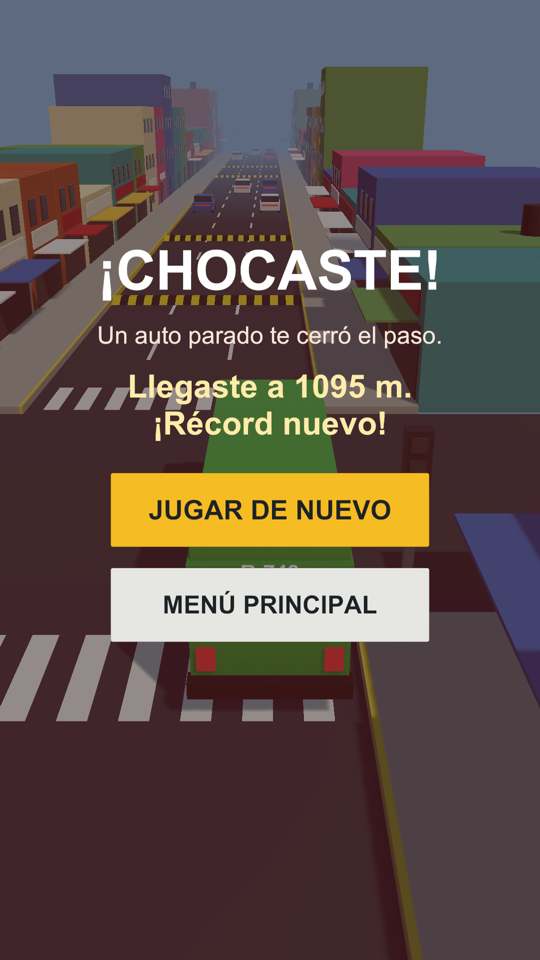 ¡CHOCASTE!
Un auto parado te cerró el paso.
Llegaste a 1095 m.
¡Récord nuevo!
JUGAR DE NUEVO
MENÚ PRINCIPAL